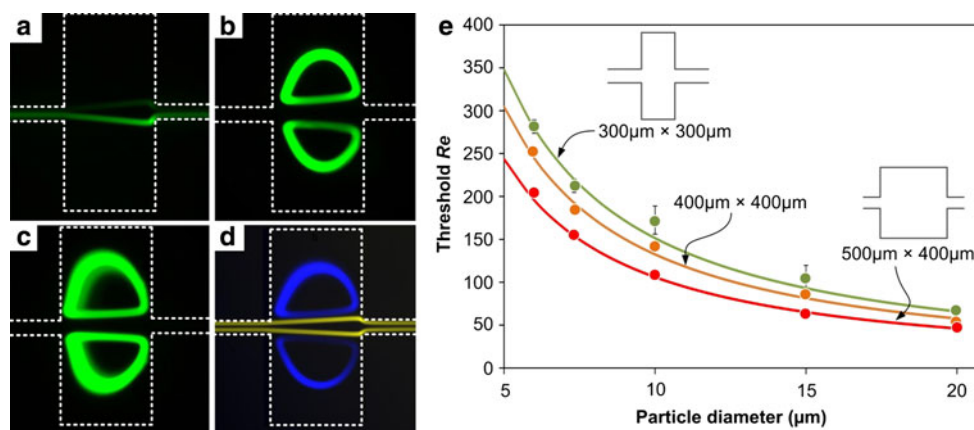 a
b
c
d
e
400
350
300
250
200
150
100
50
0
Threshold Re
300µm × 300µm
400µm × 400µm
500µm × 400µm
5
10
15
20
Particle diameter (µm)